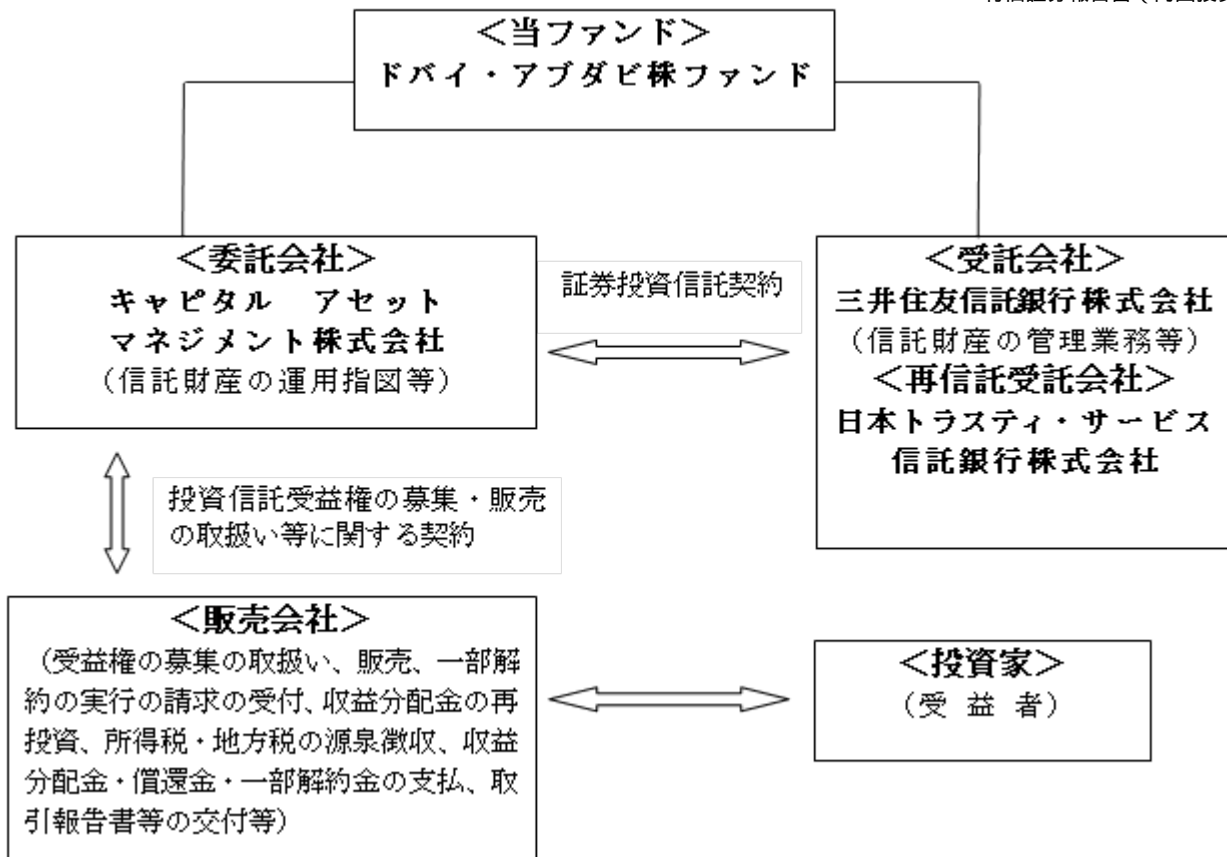 ＜当ファンド＞
ドバイ・アブダビ株ファンド
＜委託会社＞
キャピタル　アセット
マネジメント株式会社
（信託財産の運用指図等）
証券投資信託契約
＜受託会社＞
三井住友信託銀行株式会社
（信託財産の管理業務等）
＜再信託受託会社＞
日本トラスティ・サービス
信託銀行株式会社
投資信託受益権の募集・販売
の取扱い等に関する契約
＜販売会社＞
（受益権の募集の取扱い、販売、一部解
約の実行の請求の受付、収益分配金の再
投資、所得税・地方税の源泉徴収、収益
分配金・償還金・一部解約金の支払、取
引報告書等の交付等）
＜投資家＞
（受 益 者）